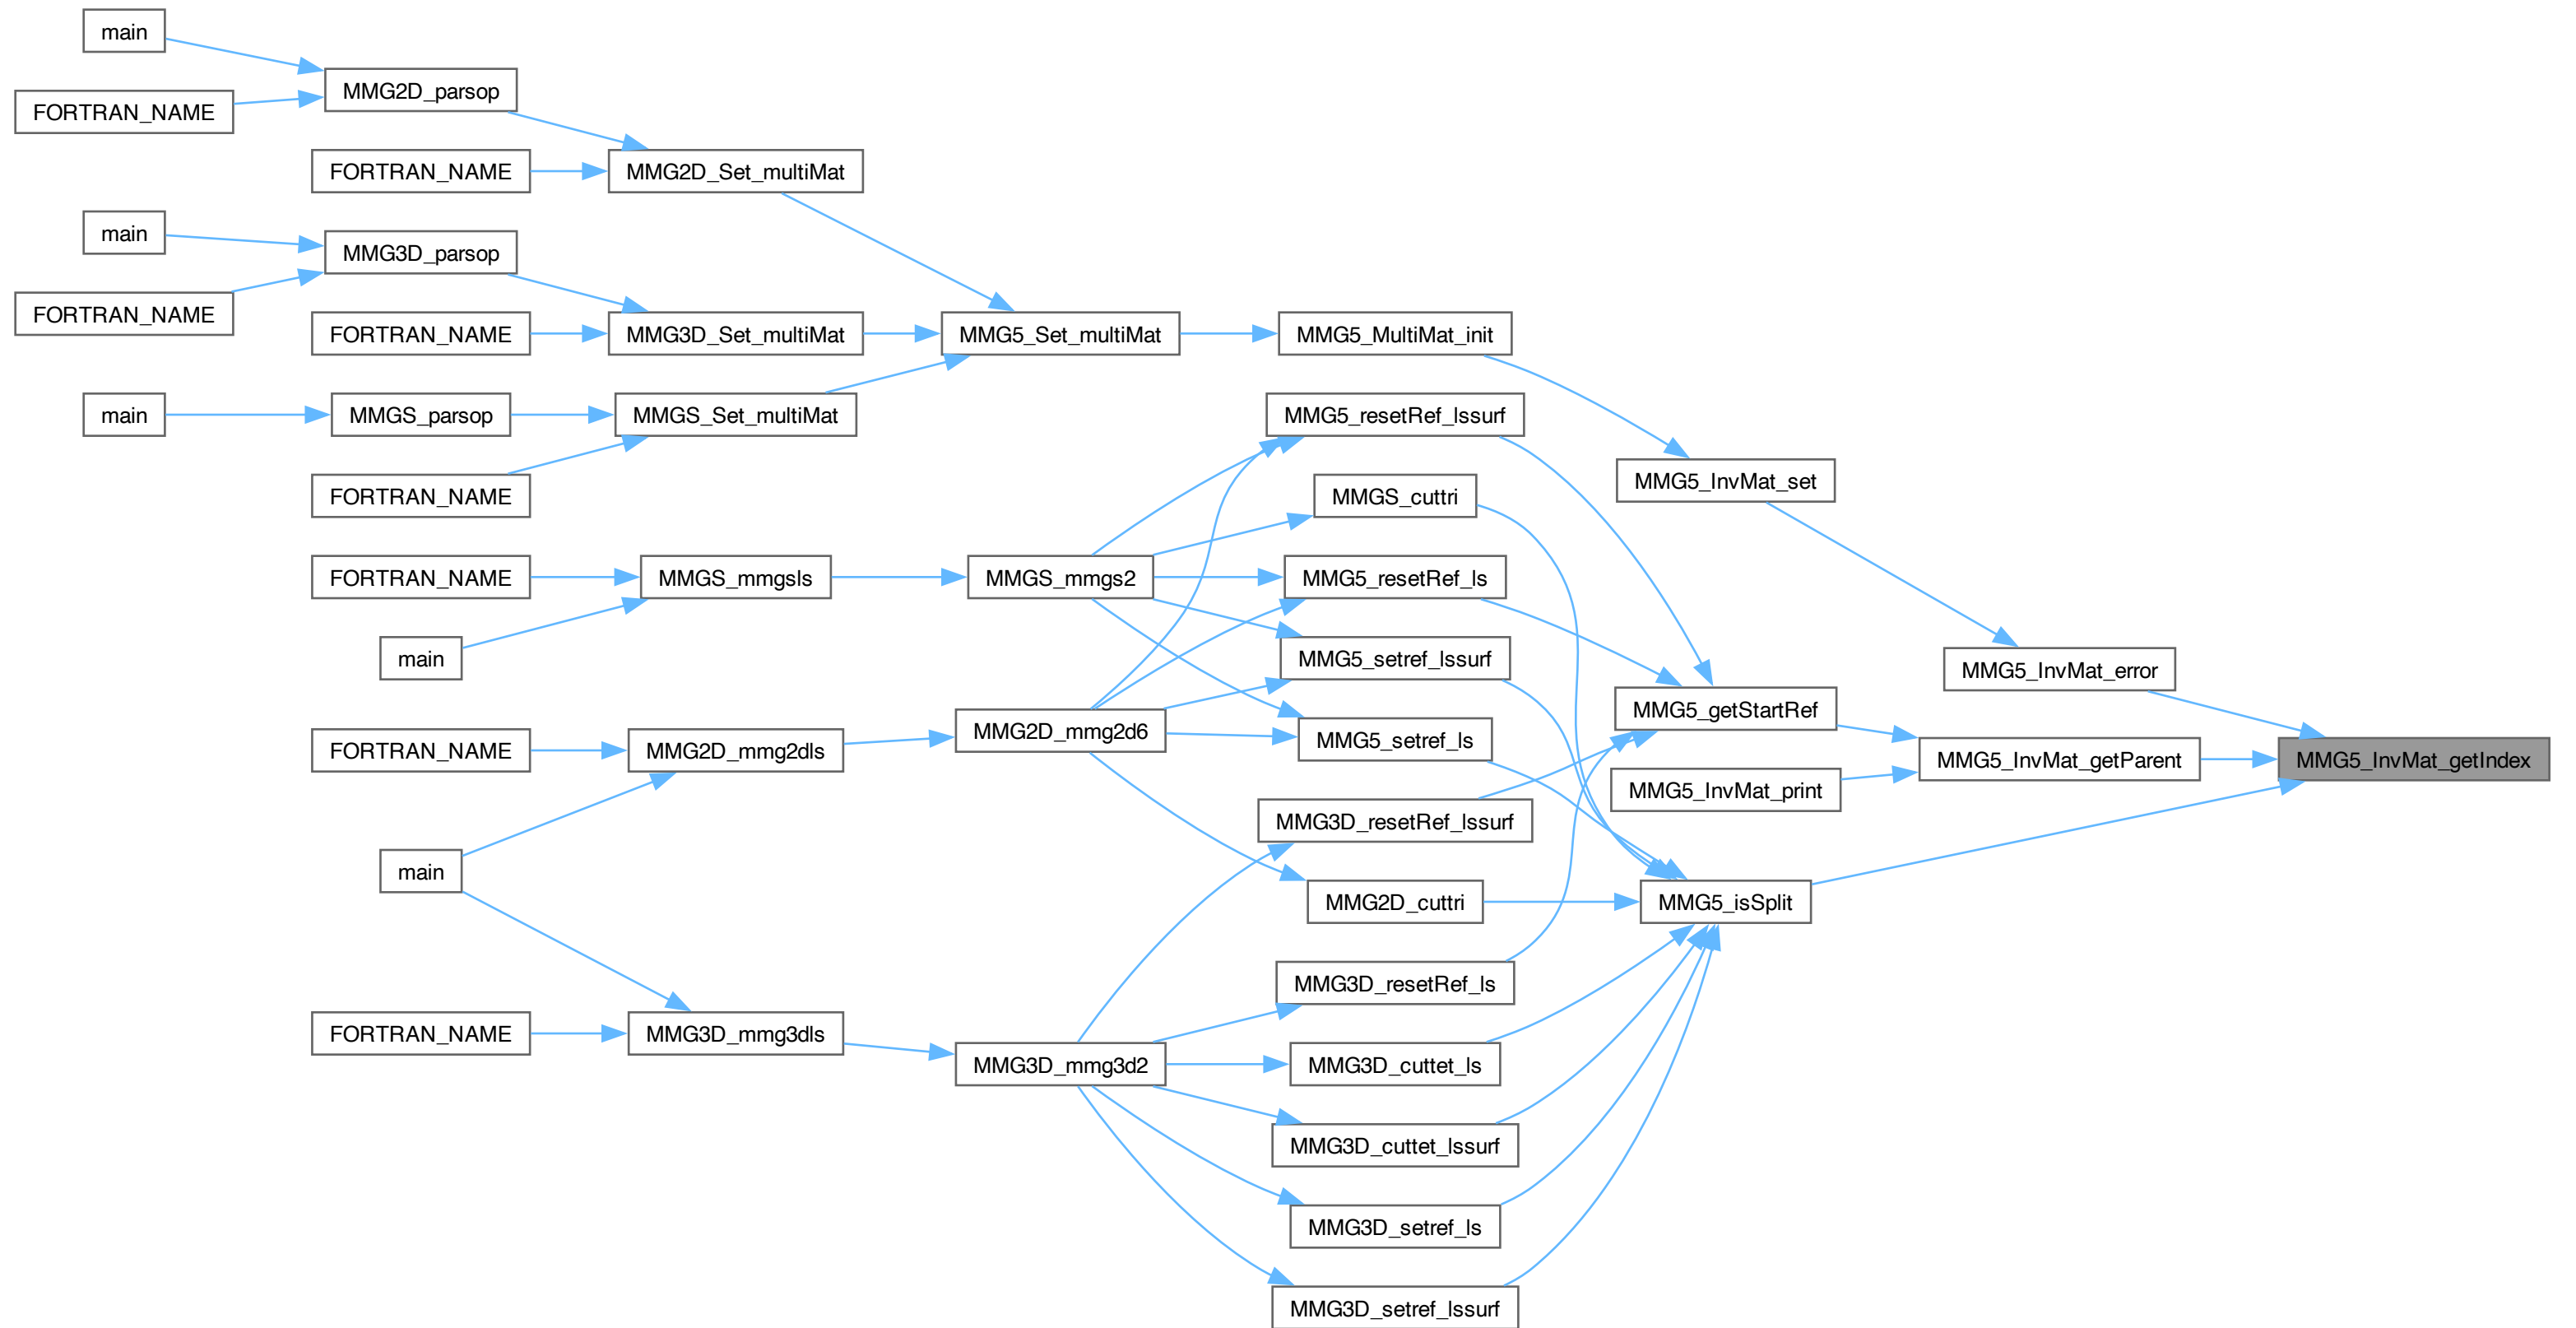 main
MMG2D_parsop
FORTRAN_NAME
FORTRAN_NAME
MMG2D_Set_multiMat
main
MMG3D_parsop
FORTRAN_NAME
FORTRAN_NAME
MMG3D_Set_multiMat
MMG5_Set_multiMat
MMG5_MultiMat_init
main
MMGS_parsop
MMGS_Set_multiMat
MMG5_resetRef_lssurf
FORTRAN_NAME
MMGS_cuttri
MMG5_InvMat_set
FORTRAN_NAME
MMGS_mmgsls
MMGS_mmgs2
MMG5_resetRef_ls
main
MMG5_setref_lssurf
MMG5_InvMat_error
MMG5_getStartRef
FORTRAN_NAME
MMG2D_mmg2dls
MMG2D_mmg2d6
MMG5_setref_ls
MMG5_InvMat_getParent
MMG5_InvMat_getIndex
MMG5_InvMat_print
MMG3D_resetRef_lssurf
main
MMG2D_cuttri
MMG5_isSplit
MMG3D_resetRef_ls
FORTRAN_NAME
MMG3D_mmg3dls
MMG3D_mmg3d2
MMG3D_cuttet_ls
MMG3D_cuttet_lssurf
MMG3D_setref_ls
MMG3D_setref_lssurf